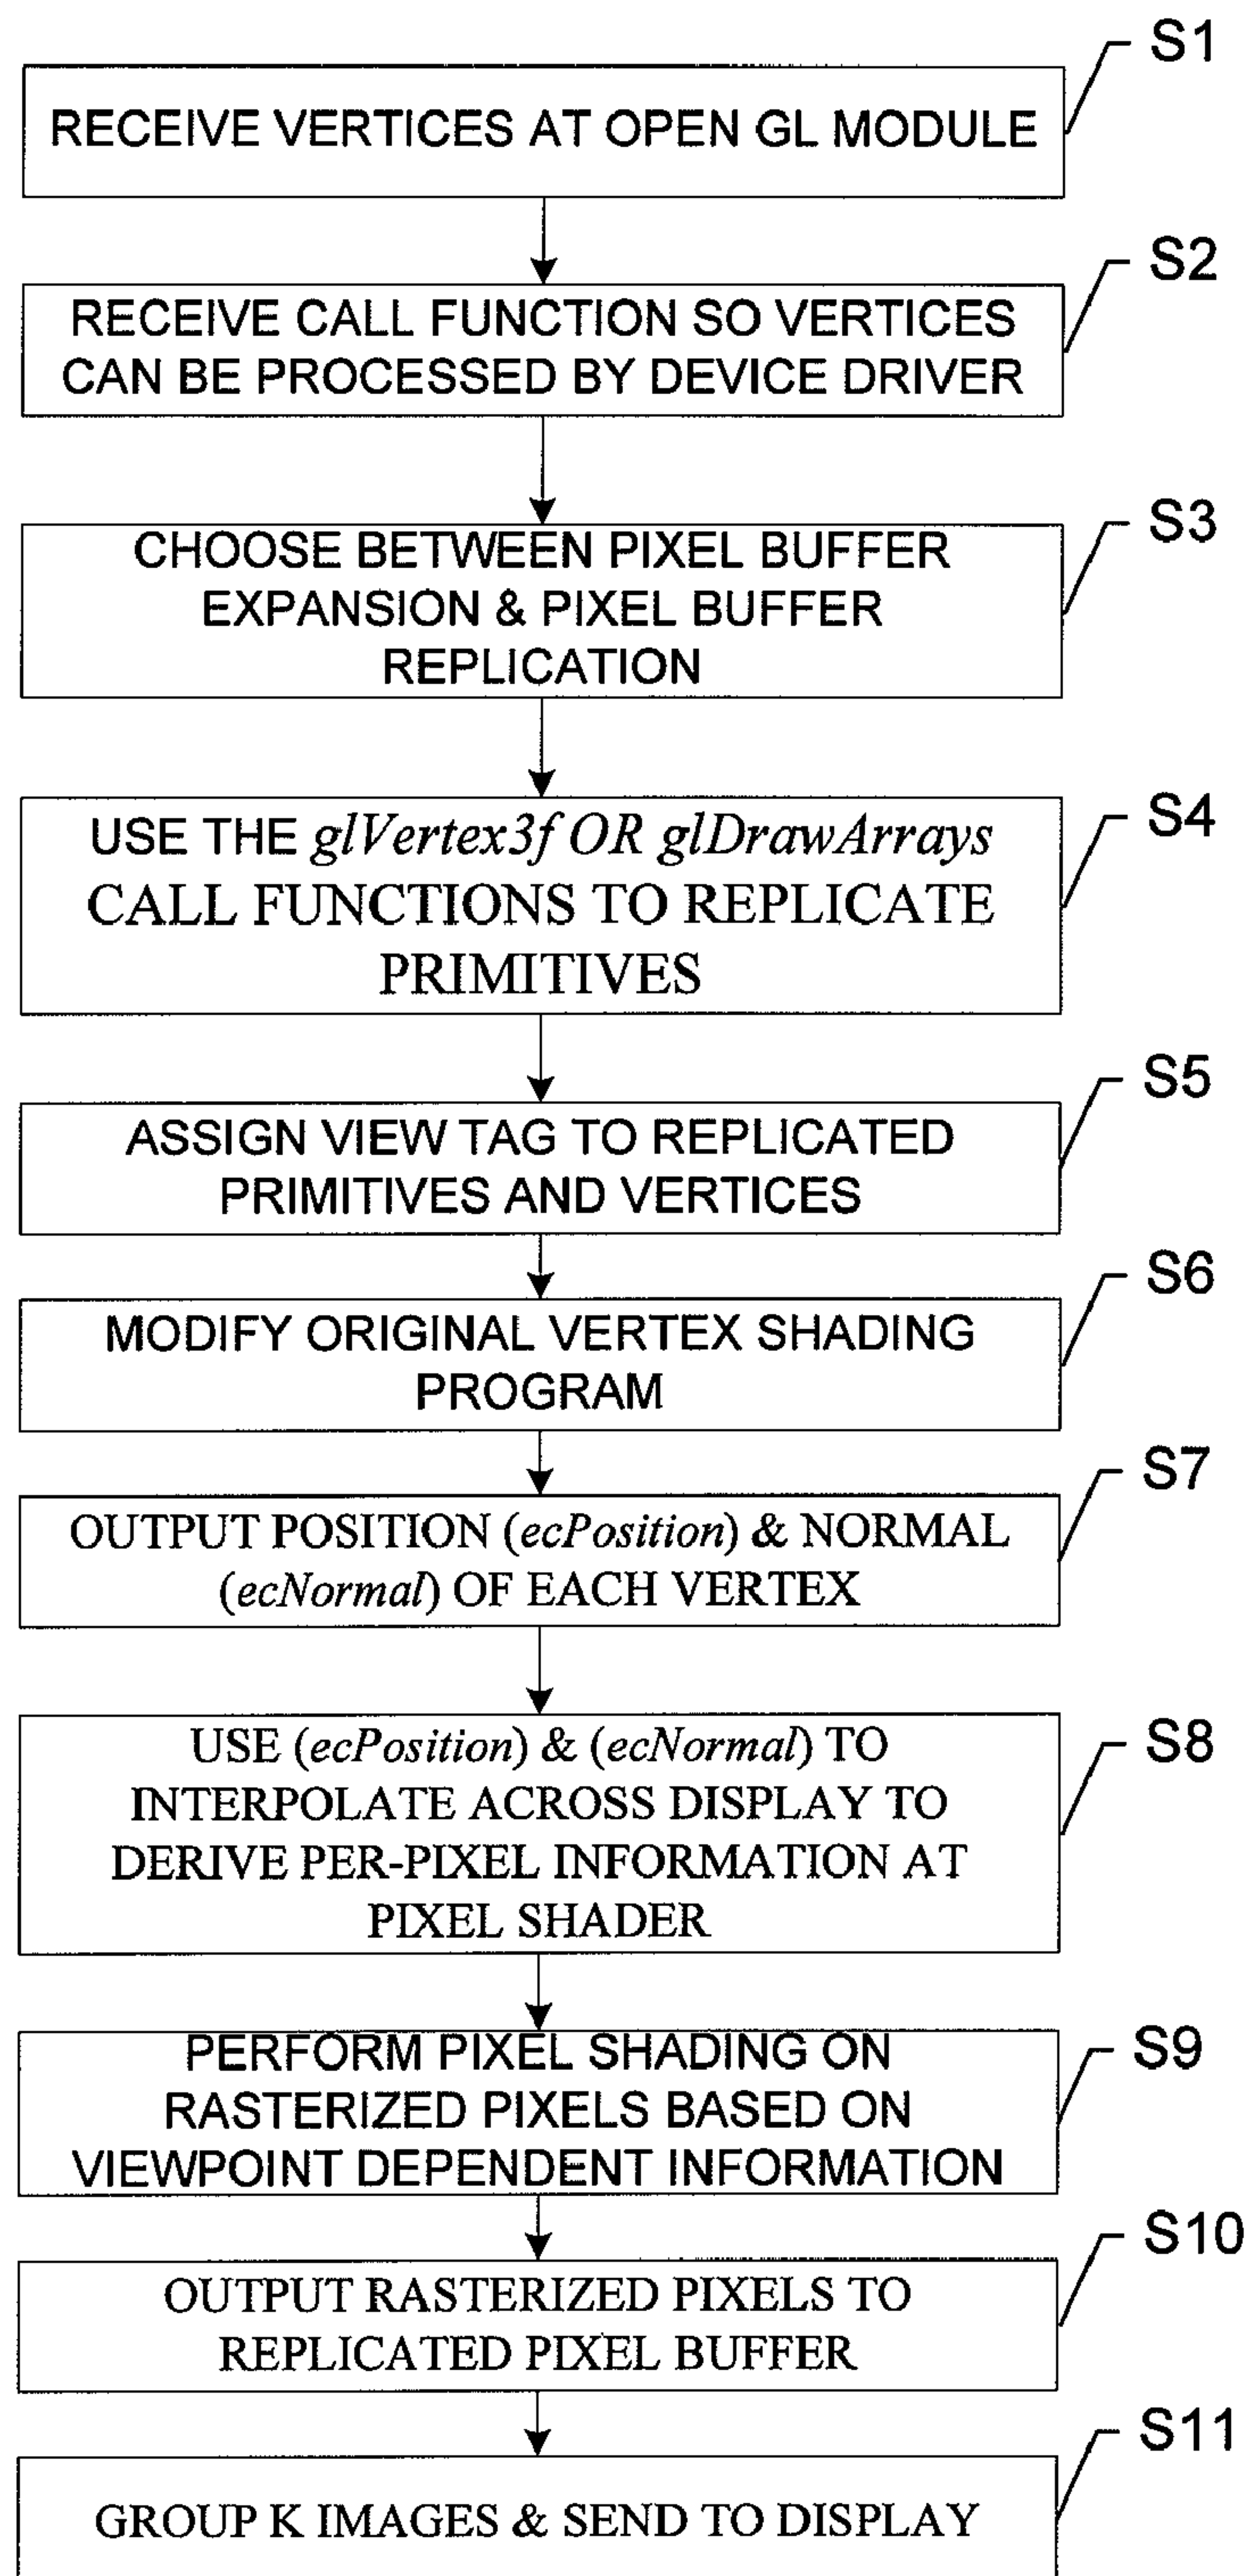 S1
RECEIVE VERTICES AT OPEN GL MODULE
S2
RECEIVE CALL FUNCTION SO VERTICES
CAN BE PROCESSED BY DEVICE DRIVER
S3
CHOOSE BETWEEN PIXEL BUFFER
EXPANSION & PIXEL BUFFER
REPLICATION
S4
USE THE glVertex3f OR glDrawArrays
CALL FUNCTIONS TO REPLICATE
PRIMITIVES
S5
ASSIGN VIEW TAG TO REPLICATED
PRIMITIVES AND VERTICES
S6
MODIFY ORIGINAL VERTEX SHADING
PROGRAM
S7
OUTPUT POSITION (ecPosition) & NORMAL
(ecNormal) OF EACH VERTEX
S8
USE (ecPosition) & (ecNormal) TO
INTERPOLATE ACROSS DISPLAY TO
DERIVE PER-PIXEL INFORMATION AT
PIXEL SHADER
S9
PERFORM PIXEL SHADING ON
RASTERIZED PIXELS BASED ON
VIEWPOINT DEPENDENT INFORMATION
S10
OUTPUT RASTERIZED PIXELS TO
REPLICATED PIXEL BUFFER
S11
GROUP K IMAGES & SEND TO DISPLAY